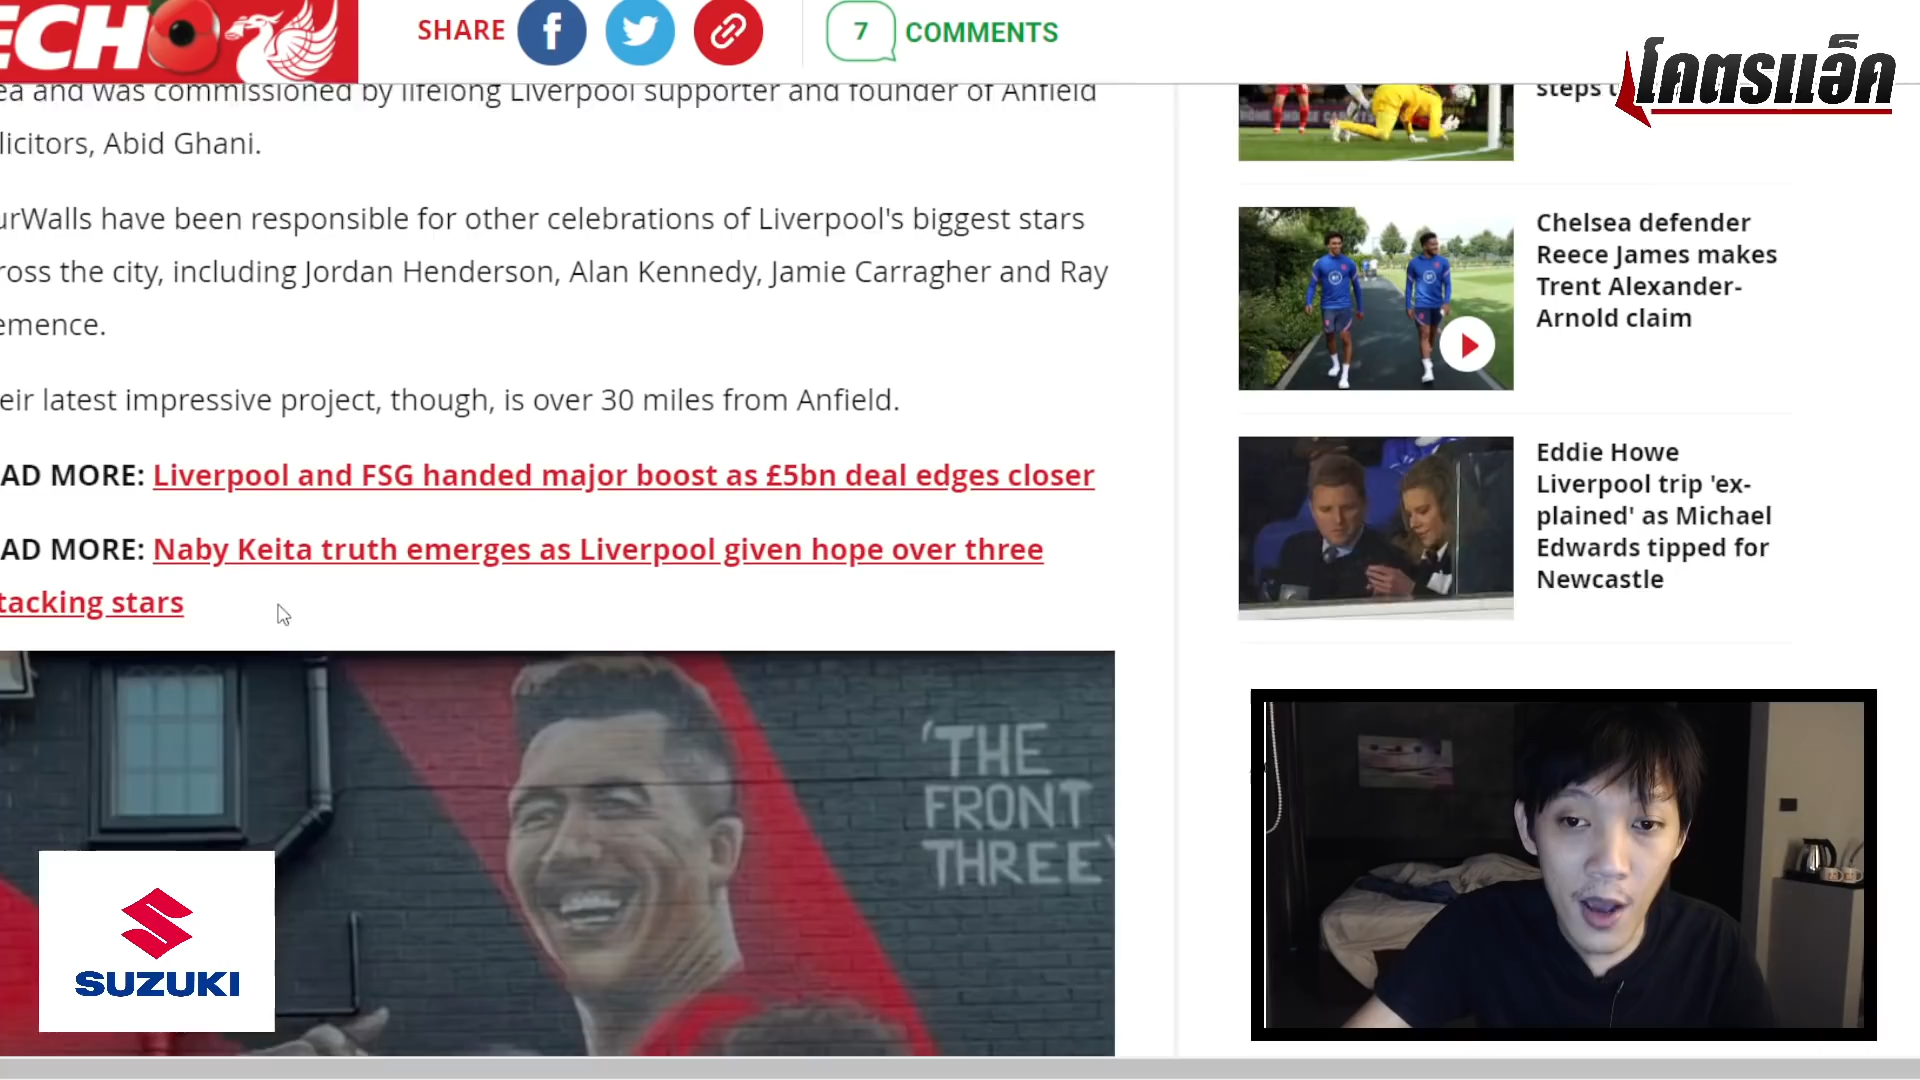 ECHO
SHARE
7 COMMENTS
โคตรแอ็ค
ea and was commissioned by lifelong Liverpool supporter and founder of Anfield
licitors, Abid Ghani.
urWalls have been responsible for other celebrations of Liverpool's biggest stars
ross the city, including Jordan Henderson, Alan Kennedy, Jamie Carragher and Ray
emence.
eir latest impressive project, though, is over 30 miles from Anfield.
AD MORE: Liverpool and FSG handed major boost as £5bn deal edges closer
AD MORE: Naby Keita truth emerges as Liverpool given hope over three
tacking stars
'THE
FRONT
THREE'
SUZUKI
steps
Chelsea defender
Reece James makes
Trent Alexander-
Arnold claim
Eddie Howe
Liverpool trip 'ex-
plained' as Michael
Edwards tipped for
Newcastle